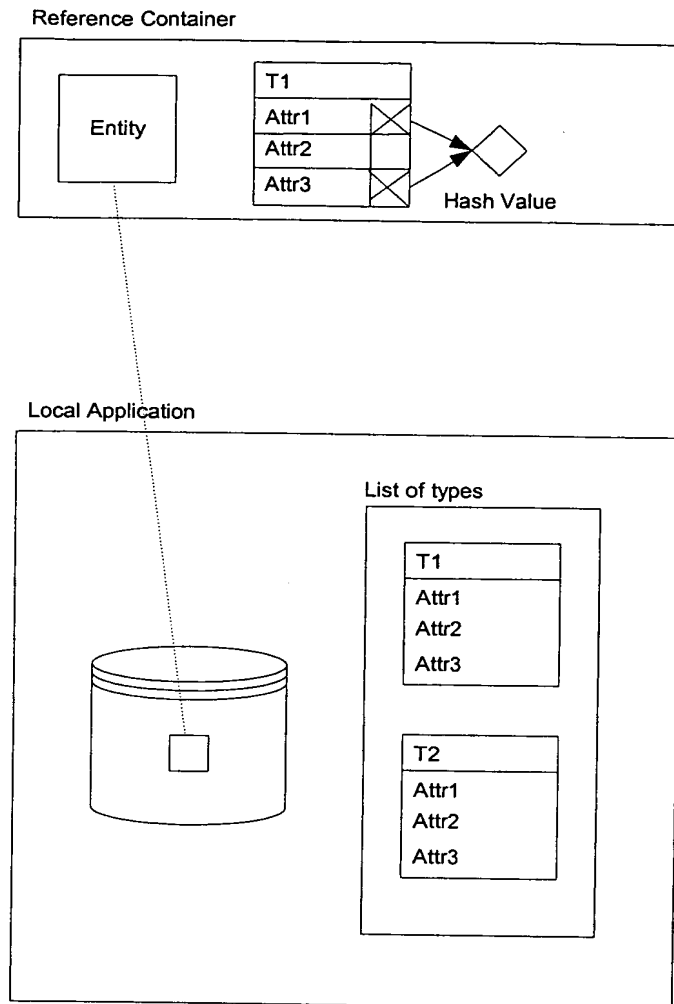 Reference Container
Entity
T1
Attr1
Attr2
Attr3
Hash Value
Local Application
List of types
T1
Attr1
Attr2
Attr3
T2
Attr1
Attr2
Attr3